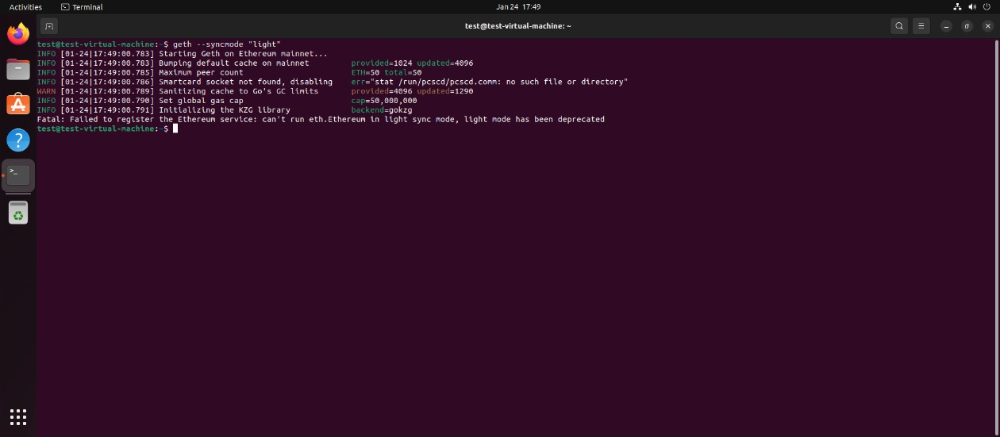 Activities
Terminal
Jan 24 17:49
test@test-virtual-machine: ~
test@test-virtual-machine:~$ geth --syncmode "light"
INFO [01-24|17:49:00.783] Starting Geth on Ethereum mainnet...
INFO [01-24|17:49:00.783] Bumping default cache on mainnet provided=1024 updated=4096
INFO [01-24|17:49:00.785] Maximum peer count ETH=50 total=50
INFO [01-24|17:49:00.786] Smartcard socket not found, disabling err="stat /run/pcscd/pcscd.comm: no such file or directory"
WARN [01-24|17:49:00.789] Sanitizing cache to Go's GC limits provided=4096 updated=1290
INFO [01-24|17:49:00.790] Set global gas cap cap=50,000,000
INFO [01-24|17:49:00.791] Initializing the KZG library backend=gokzg
Fatal: Failed to register the Ethereum service: can't run eth.Ethereum in light sync mode, light mode has been deprecated
test@test-virtual-machine:~$